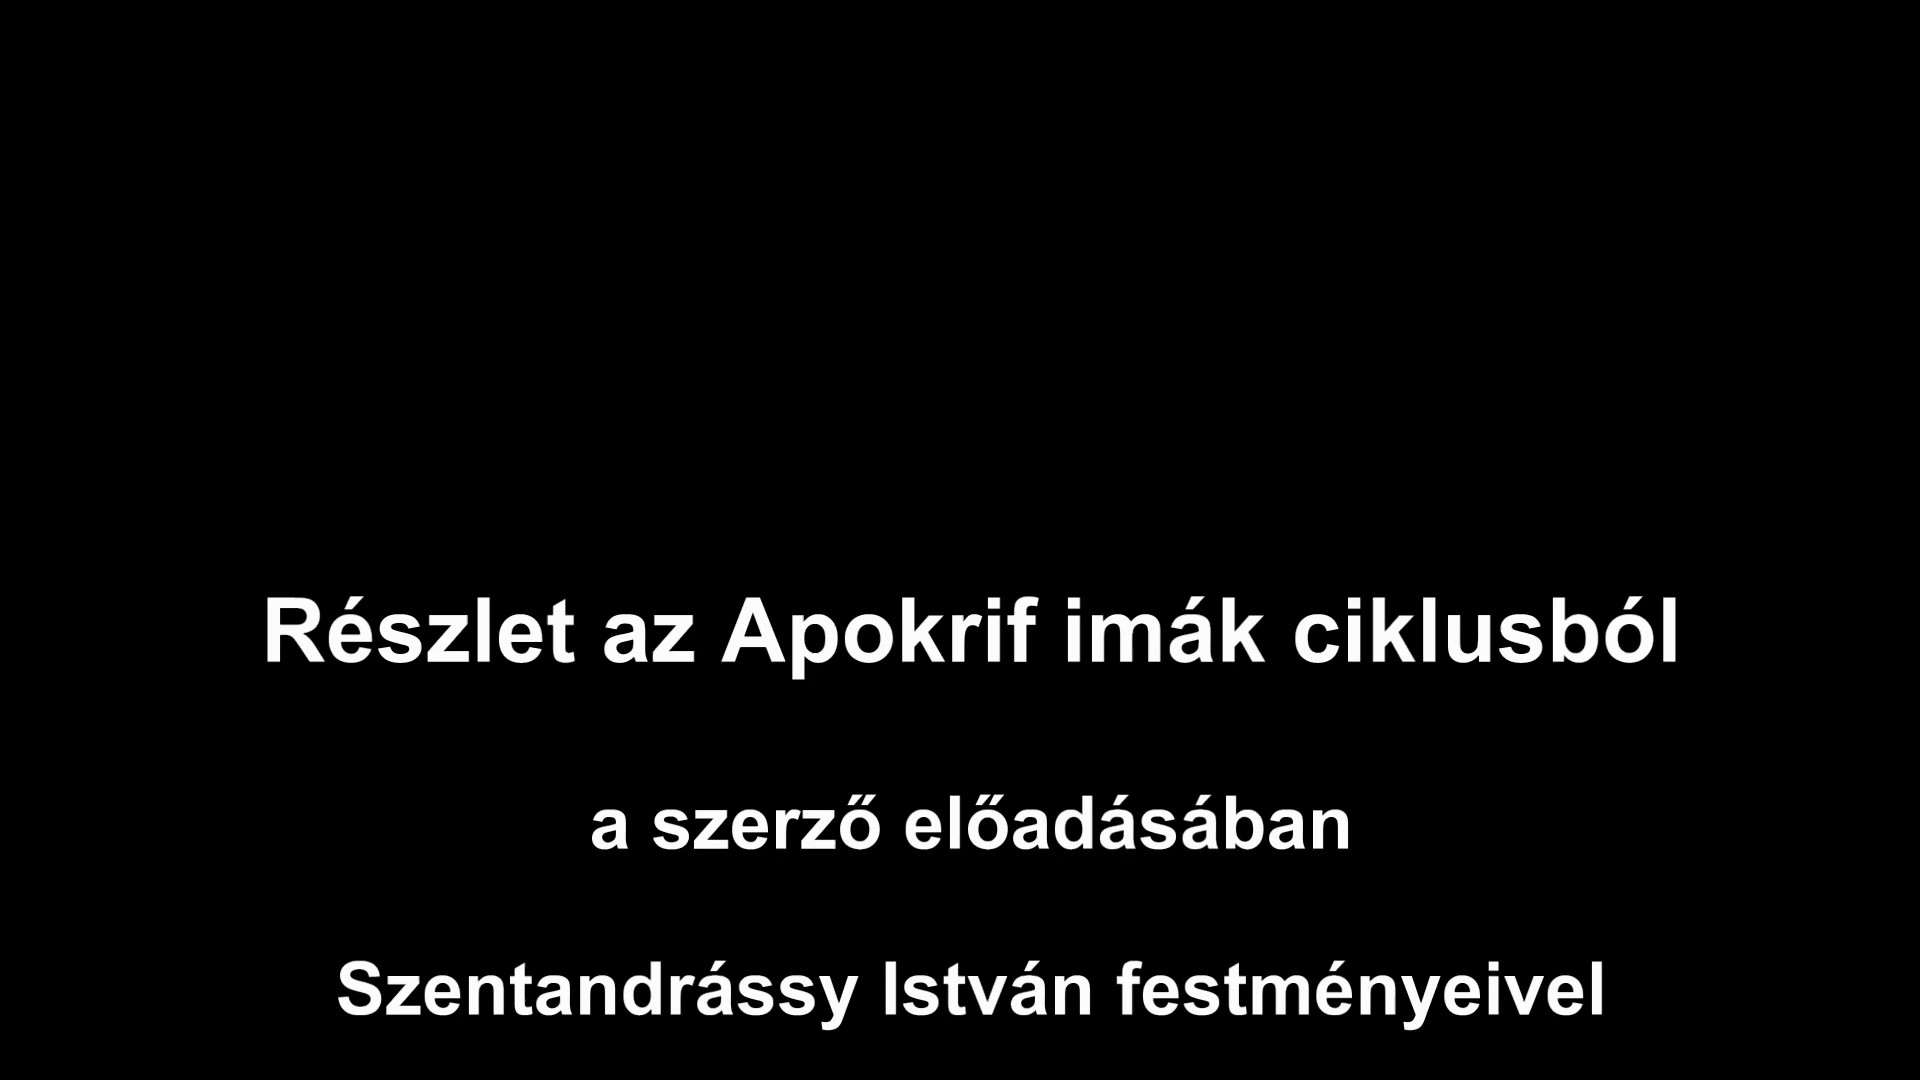 Részlet az Apokrif imák ciklusból
a szerző előadásában
Szentandrássy István festményeivel